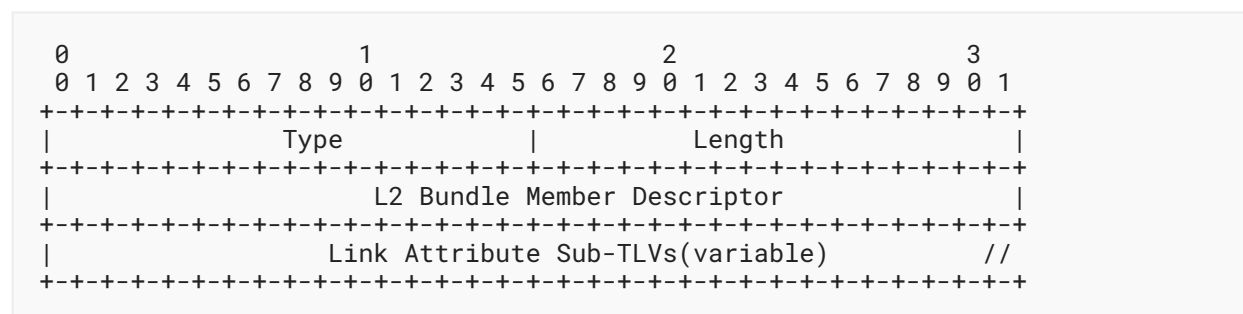 0                   1                   2                   3
 0 1 2 3 4 5 6 7 8 9 0 1 2 3 4 5 6 7 8 9 0 1 2 3 4 5 6 7 8 9 0 1
+-+-+-+-+-+-+-+-+-+-+-+-+-+-+-+-+-+-+-+-+-+-+-+-+-+-+-+-+-+-+-+-+
|               Type            |          Length               |
+-+-+-+-+-+-+-+-+-+-+-+-+-+-+-+-+-+-+-+-+-+-+-+-+-+-+-+-+-+-+-+-+
|                     L2 Bundle Member Descriptor               |
+-+-+-+-+-+-+-+-+-+-+-+-+-+-+-+-+-+-+-+-+-+-+-+-+-+-+-+-+-+-+-+-+
|                  Link Attribute Sub-TLVs(variable)          //
+-+-+-+-+-+-+-+-+-+-+-+-+-+-+-+-+-+-+-+-+-+-+-+-+-+-+-+-+-+-+-+-+